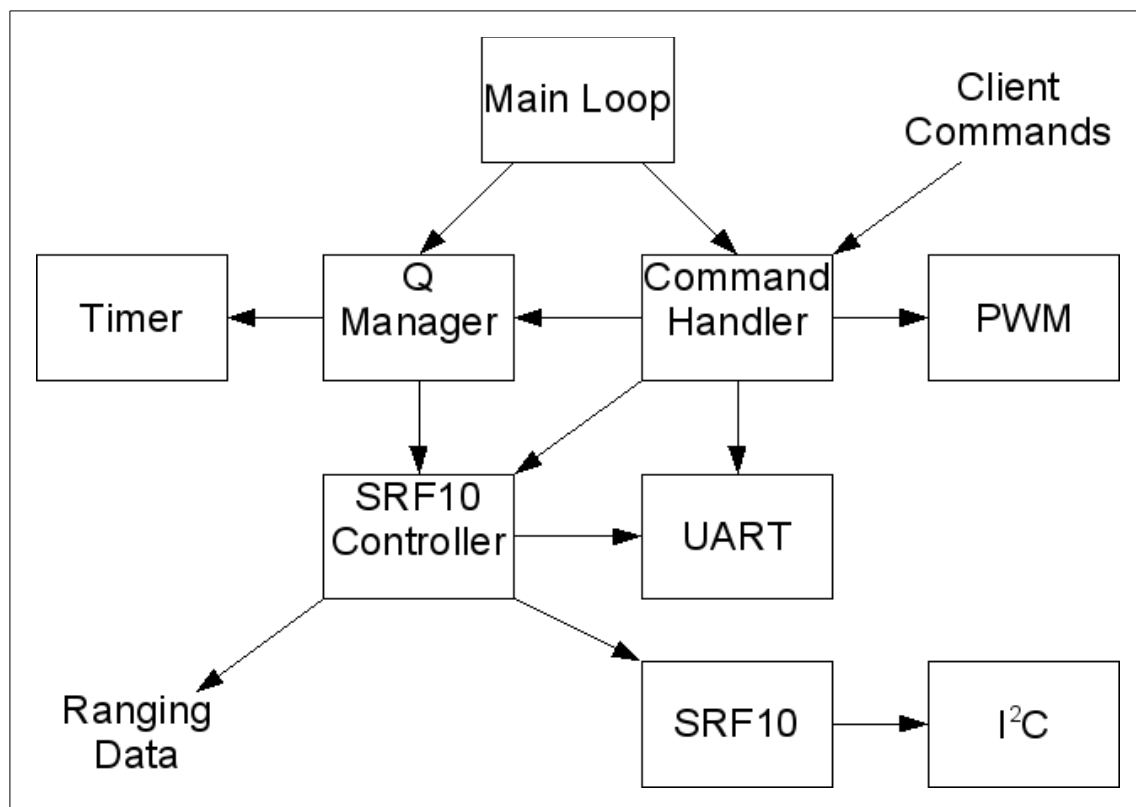 Main Loop
Client
Commands
Timer
Q
Manager
Command
Handler
PWM
SRF10
Controller
UART
Ranging
Data
SRF10
I²C